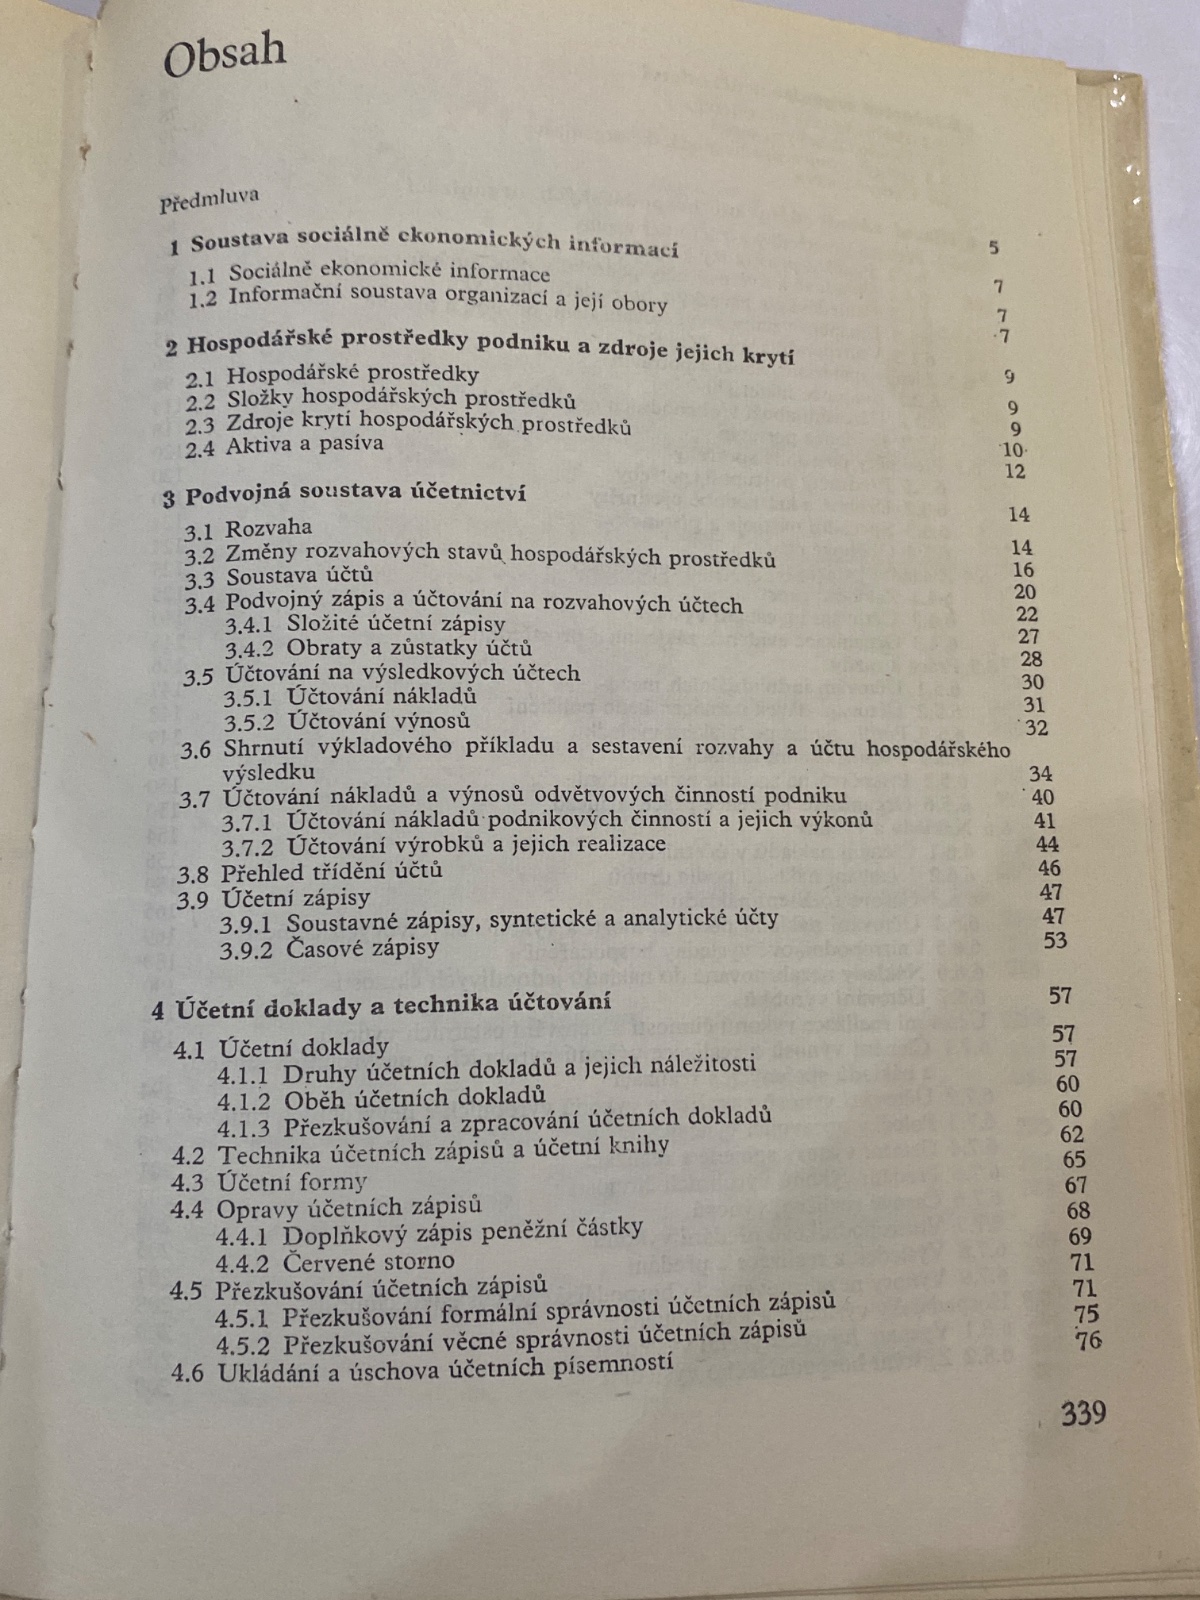 Obsah
Předmluva 5
1 Soustava sociálně ekonomických informací 7
1.1 Sociálně ekonomické informace 7
1.2 Informační soustava organizací a její obory 7
2 Hospodářské prostředky podniku a zdroje jejich krytí 9
2.1 Hospodářské prostředky 9
2.2 Složky hospodářských prostředků 9
2.3 Zdroje krytí hospodářských prostředků 10
2.4 Aktiva a pasíva 12
3 Podvojná soustava účetnictví 14
3.1 Rozvaha 14
3.2 Změny rozvahových stavů hospodářských prostředků 16
3.3 Soustava účtů 20
3.4 Podvojný zápis a účtování na rozvahových účtech 22
3.4.1 Složité účetní zápisy 27
3.4.2 Obraty a zůstatky účtů 28
3.5 Účtování na výsledkových účtech 30
3.5.1 Účtování nákladů 31
3.5.2 Účtování výnosů 32
3.6 Shrnutí výkladového příkladu a sestavení rozvahy a účtu hospodářského
výsledku 34
3.7 Účtování nákladů a výnosů odvětvových činností podniku 40
3.7.1 Účtování nákladů podnikových činností a jejich výkonů 41
3.7.2 Účtování výrobků a jejich realizace 44
3.8 Přehled třídění účtů 46
3.9 Účetní zápisy 47
3.9.1 Soustavné zápisy, syntetické a analytické účty 47
3.9.2 Časové zápisy 53
4 Účetní doklady a technika účtování 57
4.1 Účetní doklady 57
4.1.1 Druhy účetních dokladů a jejich náležitosti 57
4.1.2 Oběh účetních dokladů 60
4.1.3 Přezkušování a zpracování účetních dokladů 60
4.2 Technika účetních zápisů a účetní knihy 62
4.3 Účetní formy 65
4.4 Opravy účetních zápisů 67
4.4.1 Doplňkový zápis peněžní částky 68
4.4.2 Červené storno 69
4.5 Přezkušování účetních zápisů 71
4.5.1 Přezkušování formální správnosti účetních zápisů 71
4.5.2 Přezkušování věcné správnosti účetních zápisů 75
4.6 Ukládání a úschova účetních písemností 76
339